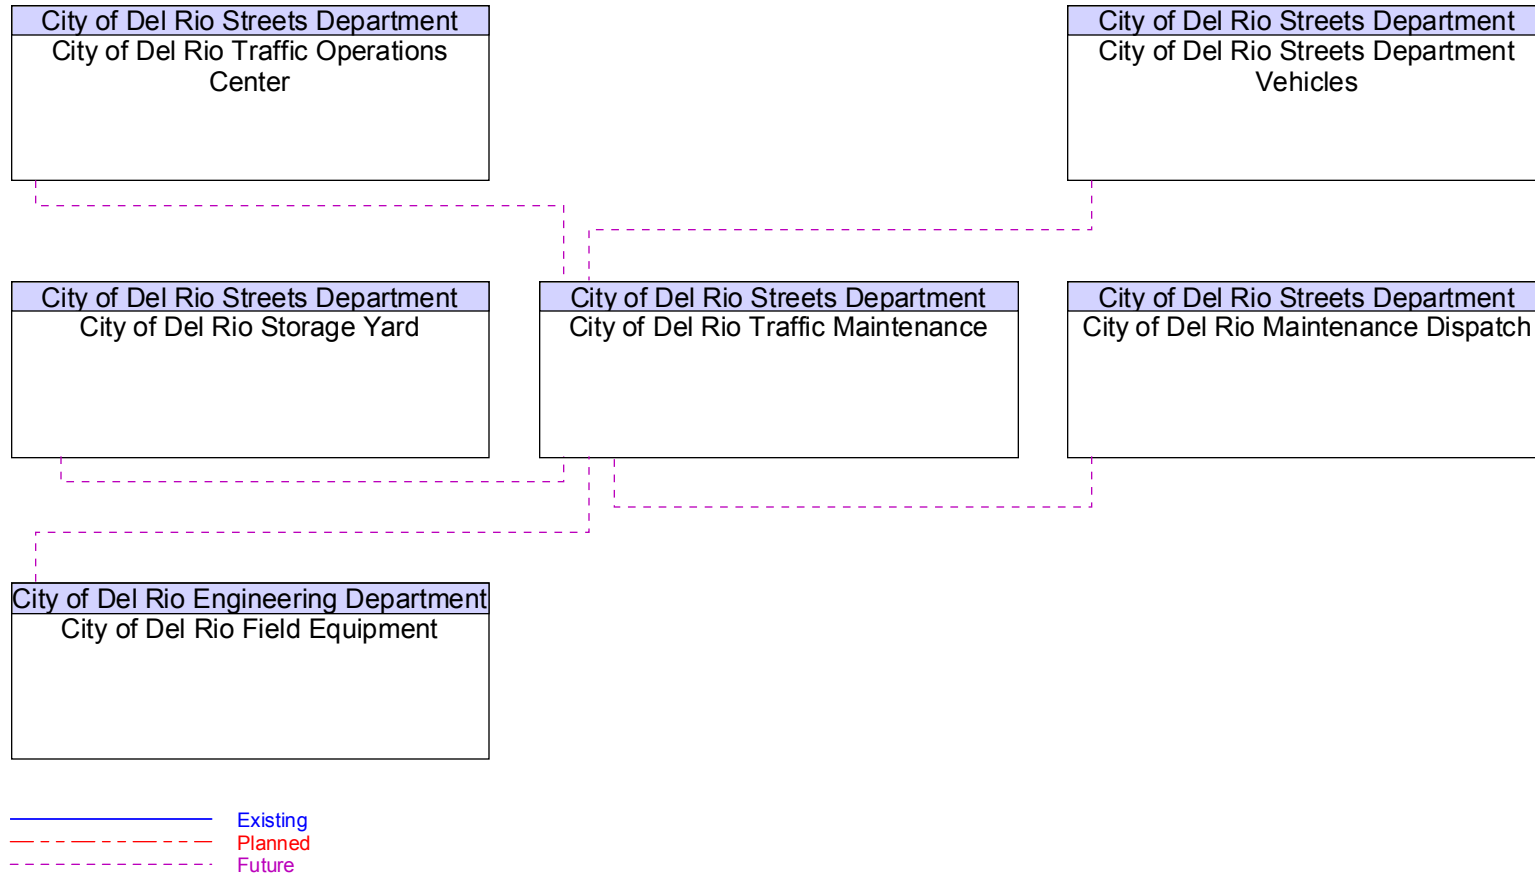 City of Del Rio Streets Department
City of Del Rio Traffic Operations
Center
City of Del Rio Streets Department
City of Del Rio Streets Department
Vehicles
City of Del Rio Streets Department
City of Del Rio Storage Yard
City of Del Rio Streets Department
City of Del Rio Traffic Maintenance
City of Del Rio Streets Department
City of Del Rio Maintenance Dispatch
City of Del Rio Engineering Department
City of Del Rio Field Equipment
Existing
Planned
Future